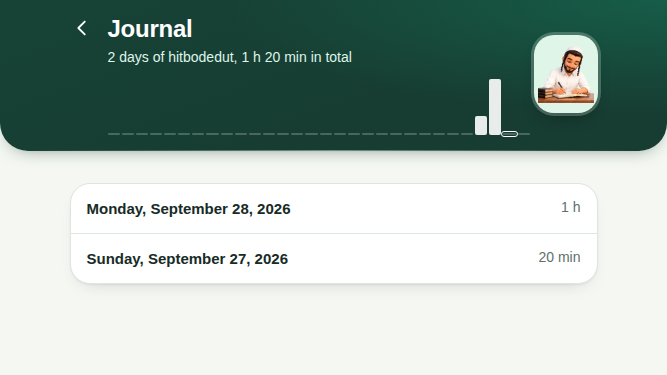 Journal
2 days of hitbodedut, 1 h 20 min in total
Monday, September 28, 2026
1 h
Sunday, September 27, 2026
20 min